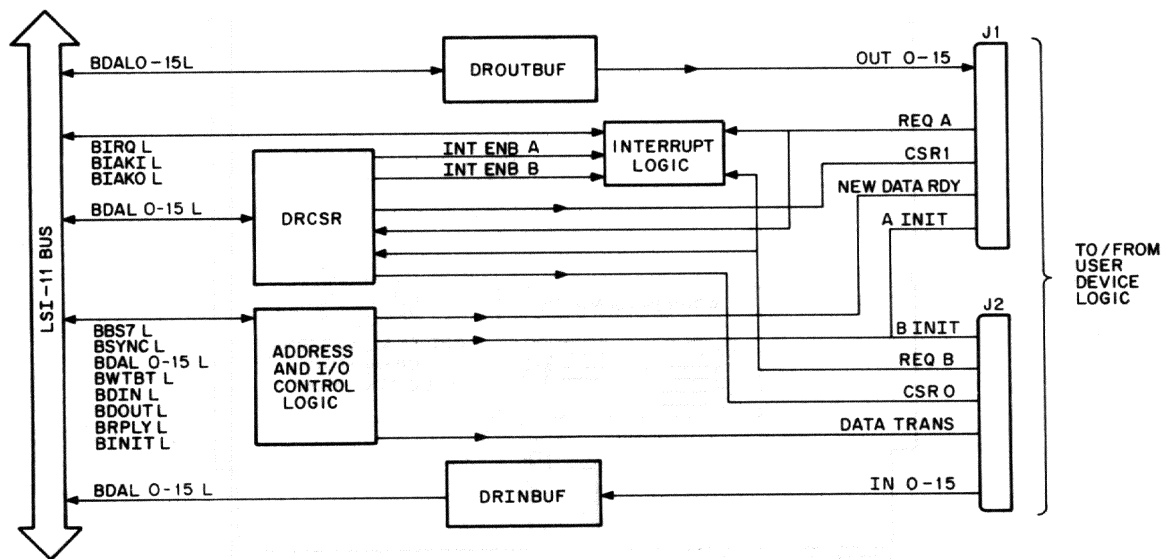 J1
BDALO-15L
DROUTBUF
OUT 0-15
BIRQ L
BIAKI L
BIAKO L
INT ENB A
INT ENB B
INTERRUPT
LOGIC
REQ A
CSR1
NEW DATA RDY
A INIT
BDAL 0-15 L
DRCSR
LSI-11 BUS
TO/FROM
USER
DEVICE
LOGIC
J2
BBS7 L
BSYNC L
BDAL 0-15 L
BWTBT L
BDIN L
BDOUT L
BRPLY L
BINIT L
ADDRESS
AND I/O
CONTROL
LOGIC
B INIT
REQ B
CSR 0
DATA TRANS
BDAL 0-15 L
DRINBUF
IN 0-15